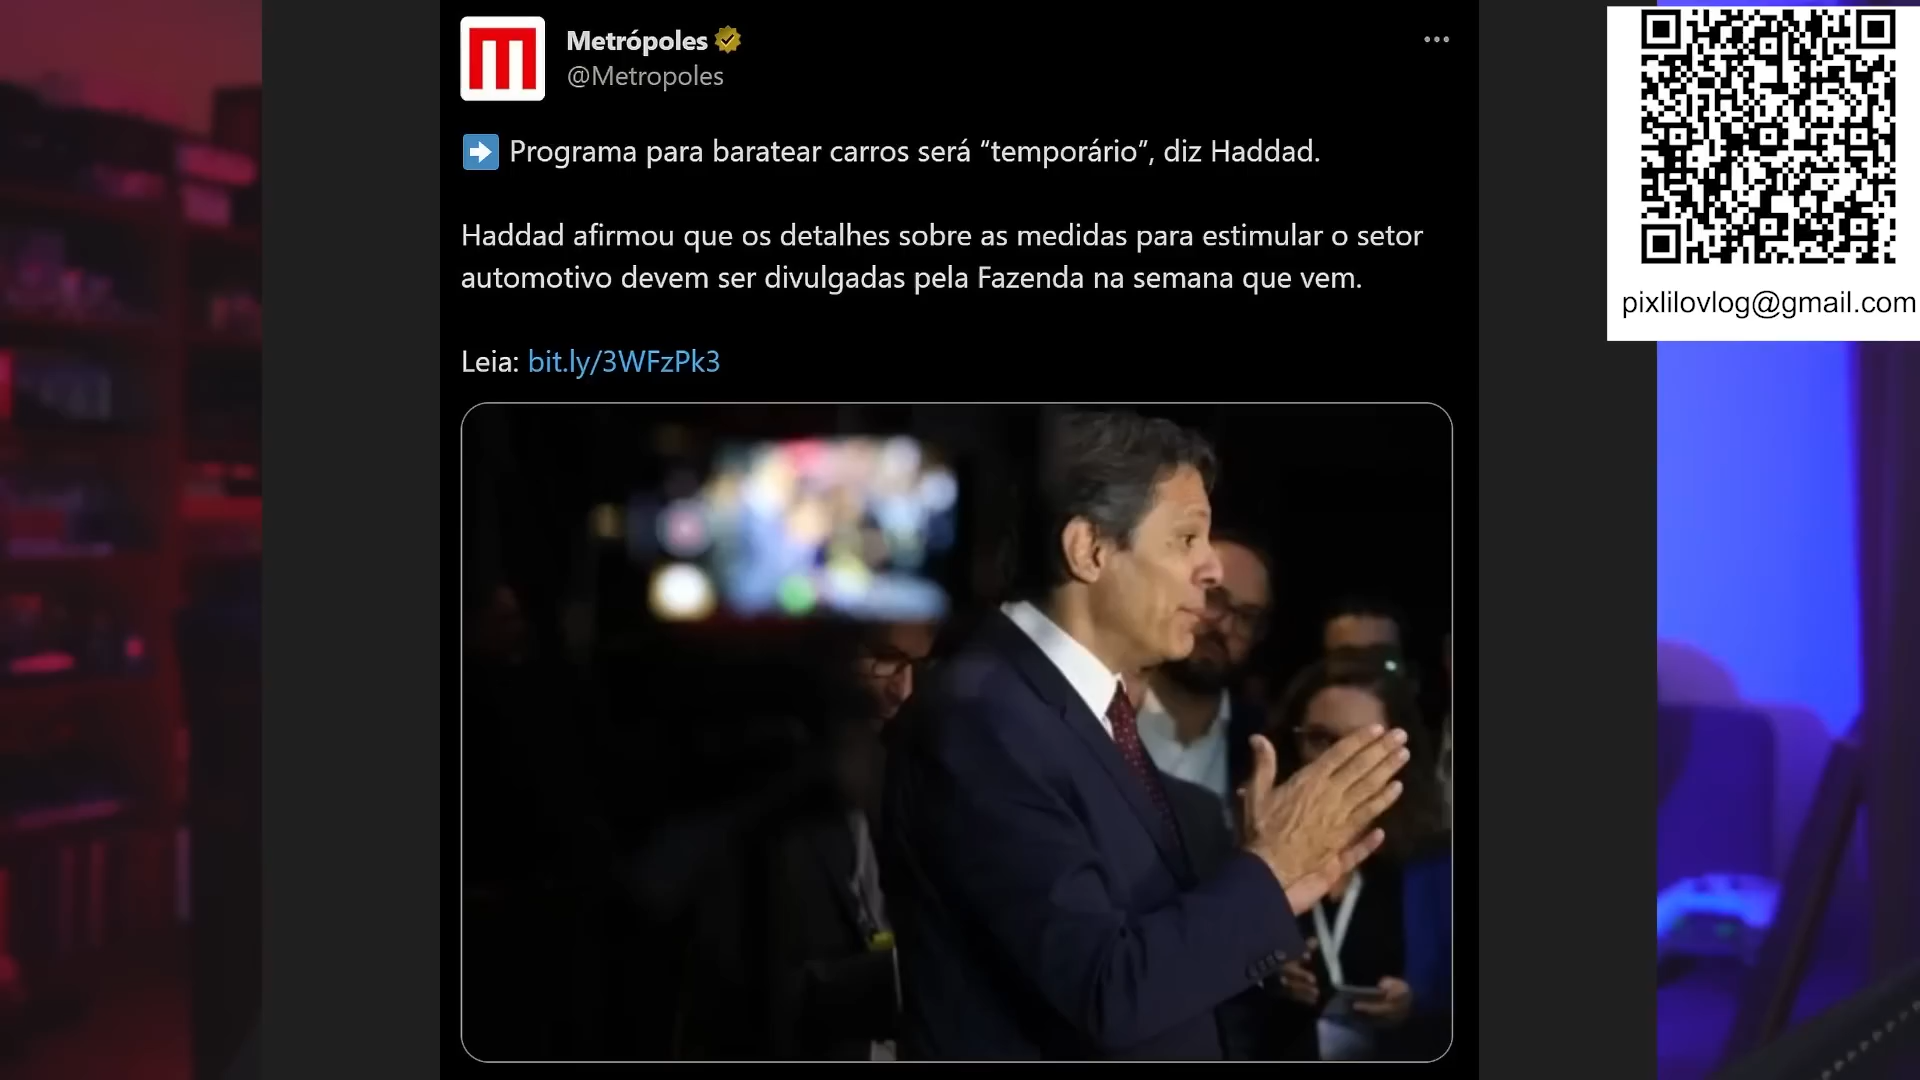 Metrópoles
@Metropoles
Programa para baratear carros será “temporário”, diz Haddad.
Haddad afirmou que os detalhes sobre as medidas para estimular o setor
automotivo devem ser divulgadas pela Fazenda na semana que vem.
Leia: bit.ly/3WFzPk3
pixlilovlog@gmail.com